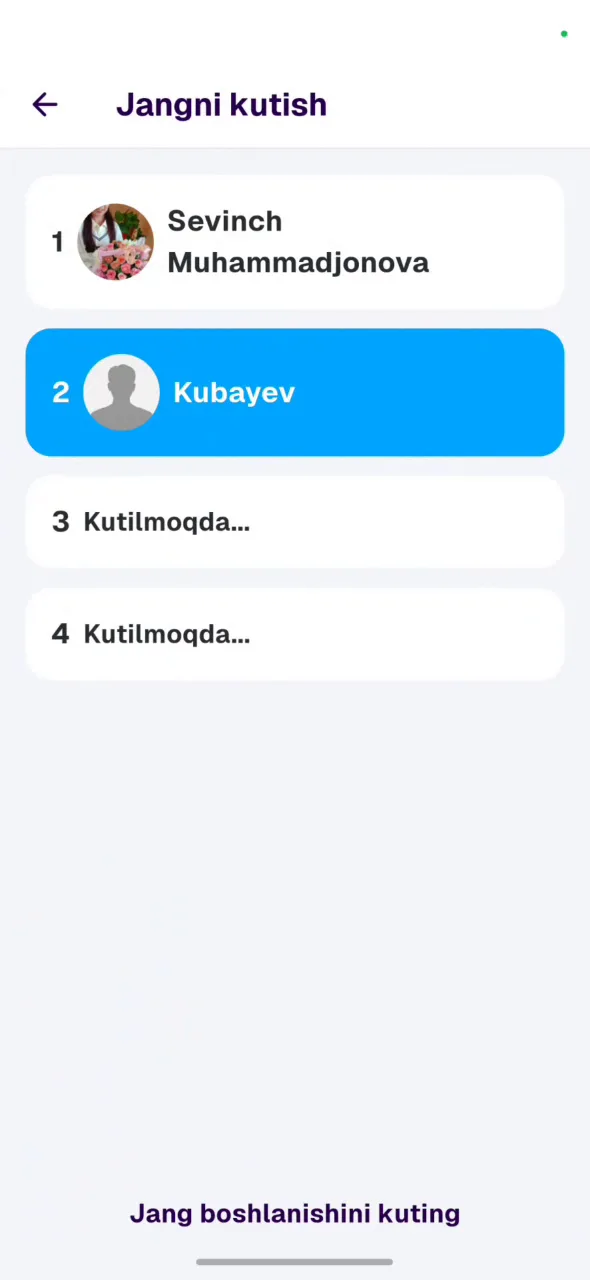 Jangni kutish
1
Sevinch
Muhammadjonova
2 Kubayev
3 Kutilmoqda...
4 Kutilmoqda...
Jang boshlanishini kuting